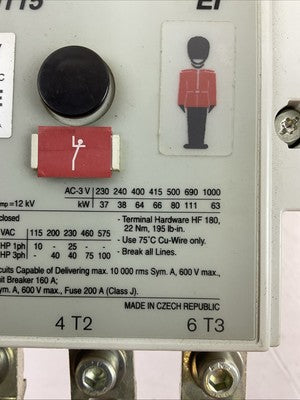 115 EI
AC-3 V 230 240 400 415 500 690 1000
imp=12 kV kW 37 38 64 66 80 111 63
closed
VAC 115 200 230 460 575
HP 1ph 10 - 25 - -
HP 3ph - 40 40 75 100
- Terminal Hardware HF 180,
22 Nm, 195 lb-in.
- Use 75°C Cu-Wire only.
- Break all Lines.
cuits Capable of Delivering max. 10 000 rms Sym. A, 600 V max.,
uit Breaker 160 A;
ym. A, 600 V max., Fuse 200 A (Class J).
MADE IN CZECH REPUBLIC
4 T2 6 T3